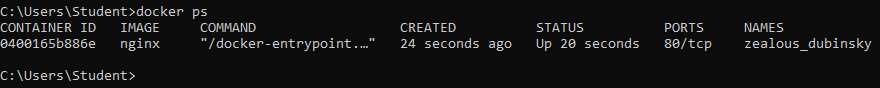 C:\Users\Student>docker ps
CONTAINER ID   IMAGE     COMMAND                  CREATED          STATUS          PORTS     NAMES
0400165b886e   nginx     "/docker-entrypoint.…"   24 seconds ago   Up 20 seconds   80/tcp    zealous_dubinsky
C:\Users\Student>